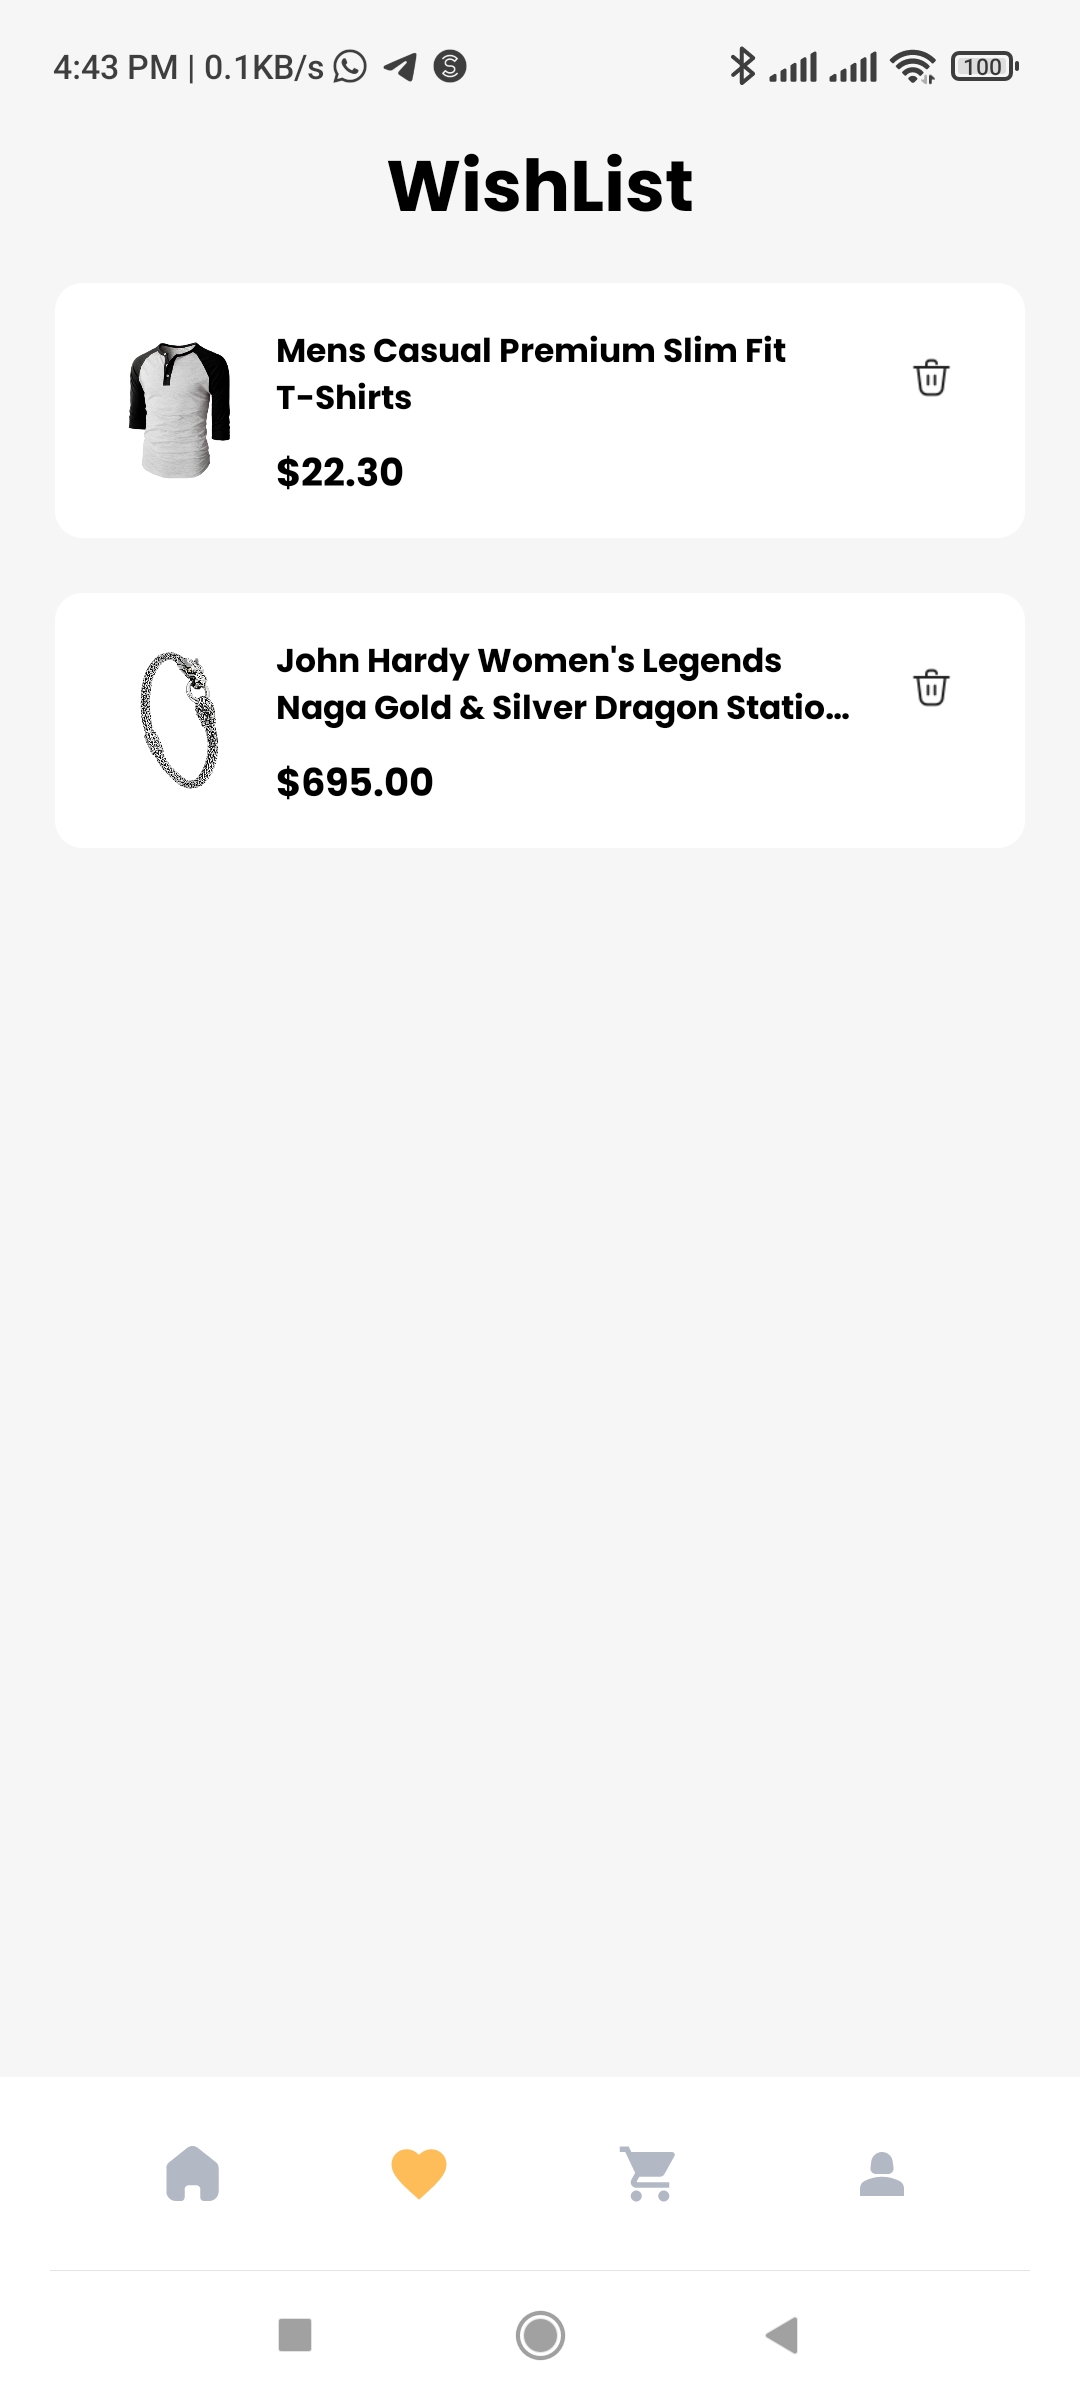 4:43 PM | 0.1KB/s
100
WishList
Mens Casual Premium Slim Fit
T-Shirts
$22.30
John Hardy Women's Legends
Naga Gold & Silver Dragon Statio...
$695.00